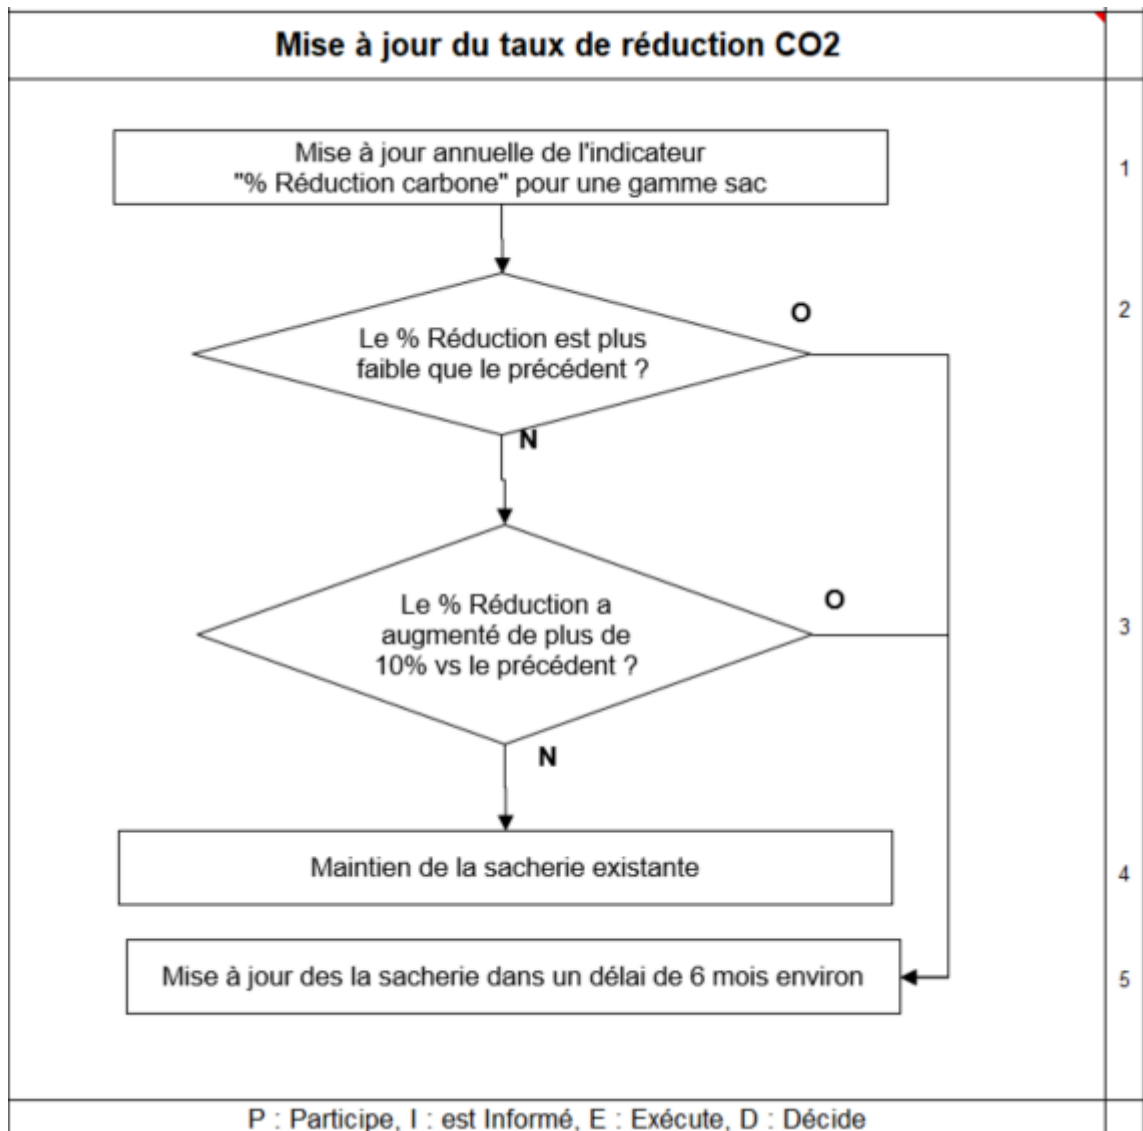 Mise à jour du taux de réduction CO2
Mise à jour annuelle de l'indicateur
"% Réduction carbone" pour une gamme sac
1
2
O
Le % Réduction est plus
faible que le précédent ?
N
O
Le % Réduction a
augmenté de plus de
10% vs le précédent ?
3
N
Maintien de la sacherie existante
4
Mise à jour des la sacherie dans un délai de 6 mois environ
5
P : Participe, I : est Informé, E : Exécute, D : Décide